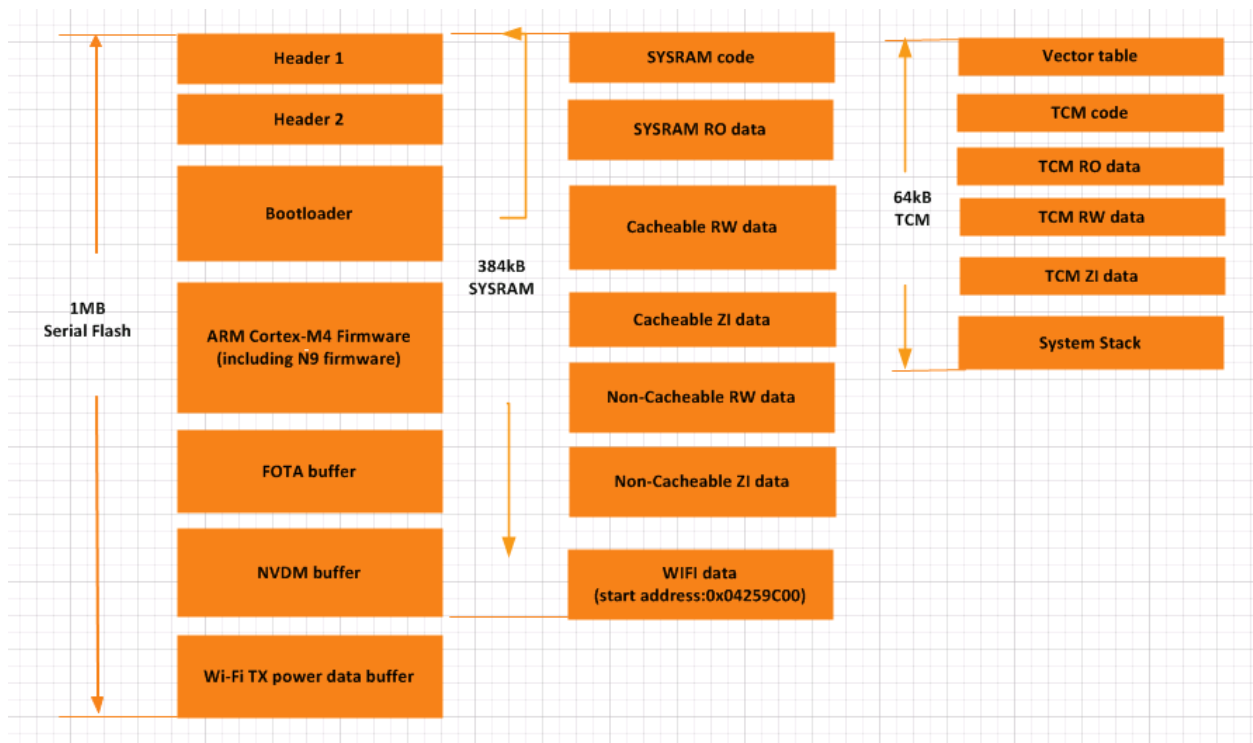 1MB
Serial Flash
Header 1
Header 2
Bootloader
ARM Cortex-M4 Firmware
(including N9 firmware)
FOTA buffer
NVDM buffer
Wi-Fi TX power data buffer
384kB
SYSRAM
SYSRAM code
SYSRAM RO data
Cacheable RW data
Cacheable ZI data
Non-Cacheable RW data
Non-Cacheable ZI data
WIFI data
(start address:0x04259C00)
64kB
TCM
Vector table
TCM code
TCM RO data
TCM RW data
TCM ZI data
System Stack